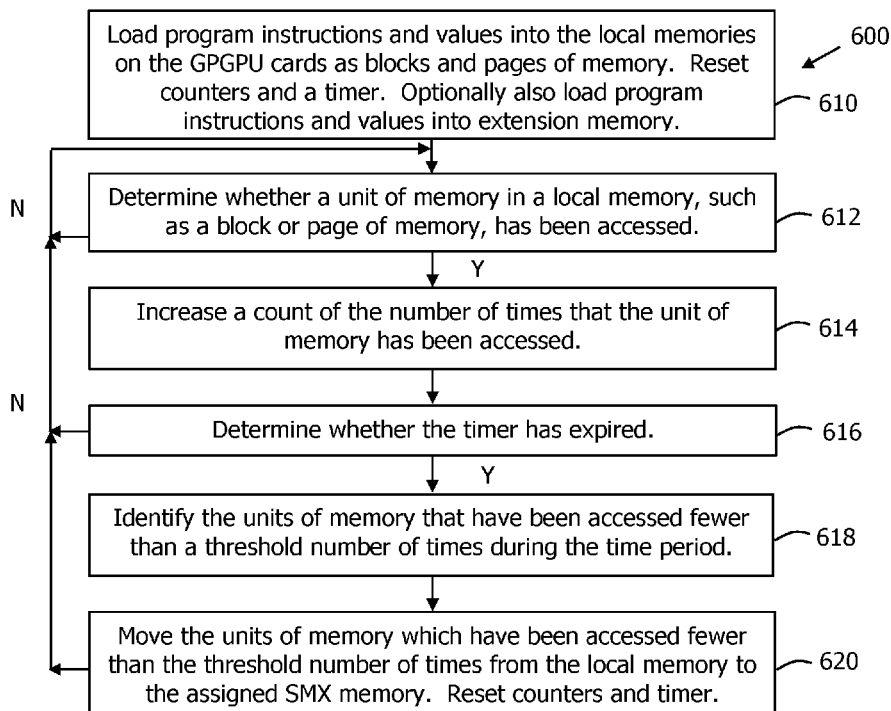 Load program instructions and values into the local memories
on the GPGPU cards as blocks and pages of memory. Reset
counters and a timer. Optionally also load program
instructions and values into extension memory.
600
610
N
Determine whether a unit of memory in a local memory, such
as a block or page of memory, has been accessed.
612
Y
Increase a count of the number of times that the unit of
memory has been accessed.
614
N
Determine whether the timer has expired.
616
Y
Identify the units of memory that have been accessed fewer
than a threshold number of times during the time period.
618
Move the units of memory which have been accessed fewer
than the threshold number of times from the local memory to
the assigned SMX memory. Reset counters and timer.
620